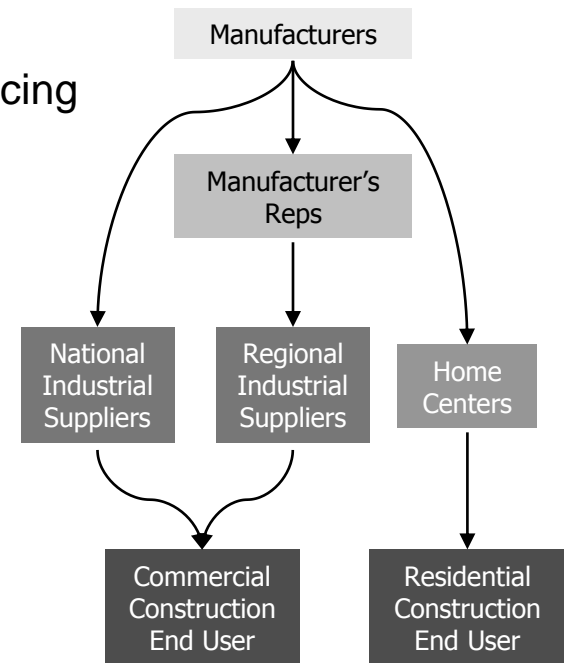 Manufacturers
cing
Manufacturer’s
Reps
National
Industrial
Suppliers
Regional
Industrial
Suppliers
Home
Centers
Commercial
Construction
End User
Residential
Construction
End User